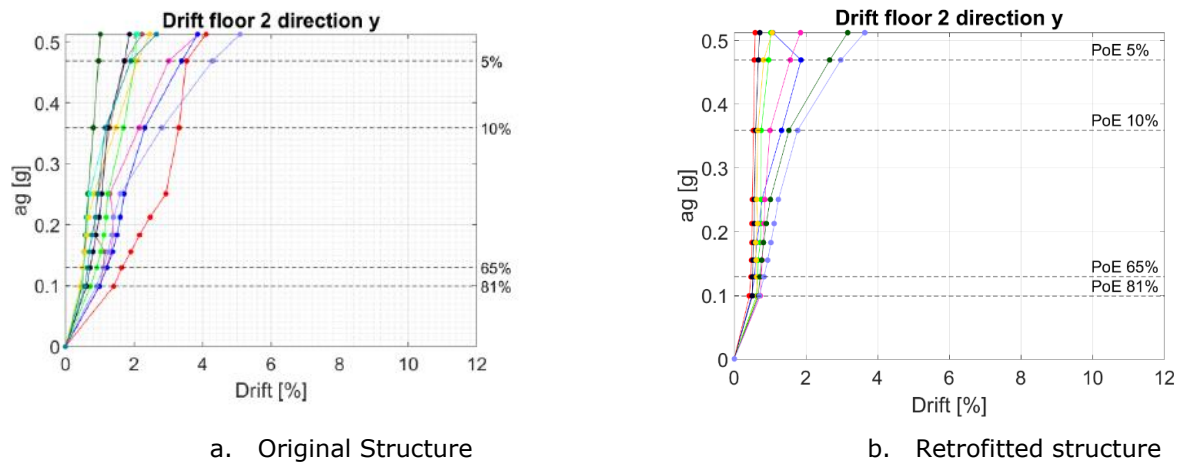 Drift floor 2 direction y
0.5
0.4
0.3
0.2
0.1
0
ag [g]
5%
10%
65%
81%
0 2 4 6 8 10 12
Drift [%]
a. Original Structure
Drift floor 2 direction y
0.5
0.4
0.3
0.2
0.1
0
ag [g]
PoE 5%
PoE 10%
PoE 65%
PoE 81%
0 2 4 6 8 10 12
Drift [%]
b. Retrofitted structure